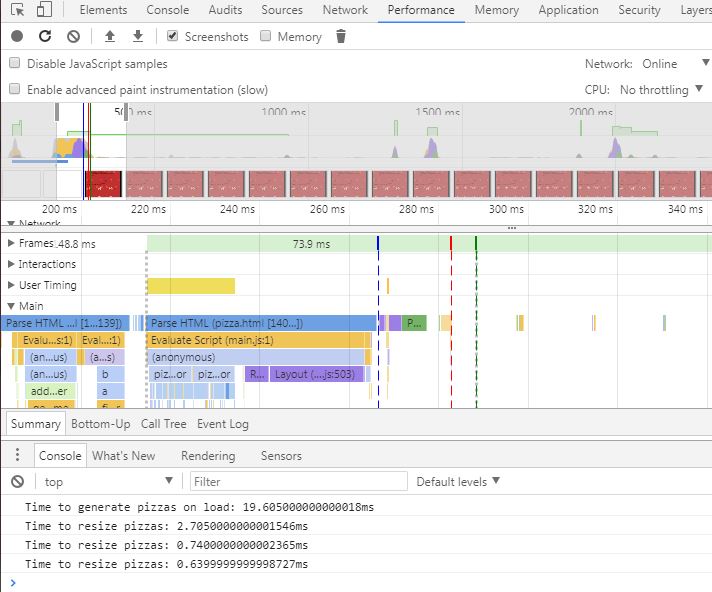 Elements Console Audits Sources Network Performance Memory Application Security Layers
Screenshots Memory
Disable JavaScript samples Network: Online
Enable advanced paint instrumentation (slow) CPU: No throttling
500 ms 1000 ms 1500 ms 2000 ms
200 ms 220 ms 240 ms 260 ms 280 ms 300 ms 320 ms 340 ms
Network
Frames 48.8 ms 73.9 ms
Interactions
User Timing
Main
Parse HTML ...l [1...139]) Parse HTML (pizza.html [140...]) P...
Evalu...s:1) Eval...:1) Evaluate Script (main.js:1)
(an...us) (a...s) (anonymous)
(an...us) b piz...or piz...or R... Layout (....js:503)
add...er a
Summary Bottom-Up Call Tree Event Log
Console What's New Rendering Sensors
top Filter Default levels
Time to generate pizzas on load: 19.605000000000018ms
Time to resize pizzas: 2.7050000000001546ms
Time to resize pizzas: 0.7400000000002365ms
Time to resize pizzas: 0.6399999999998727ms